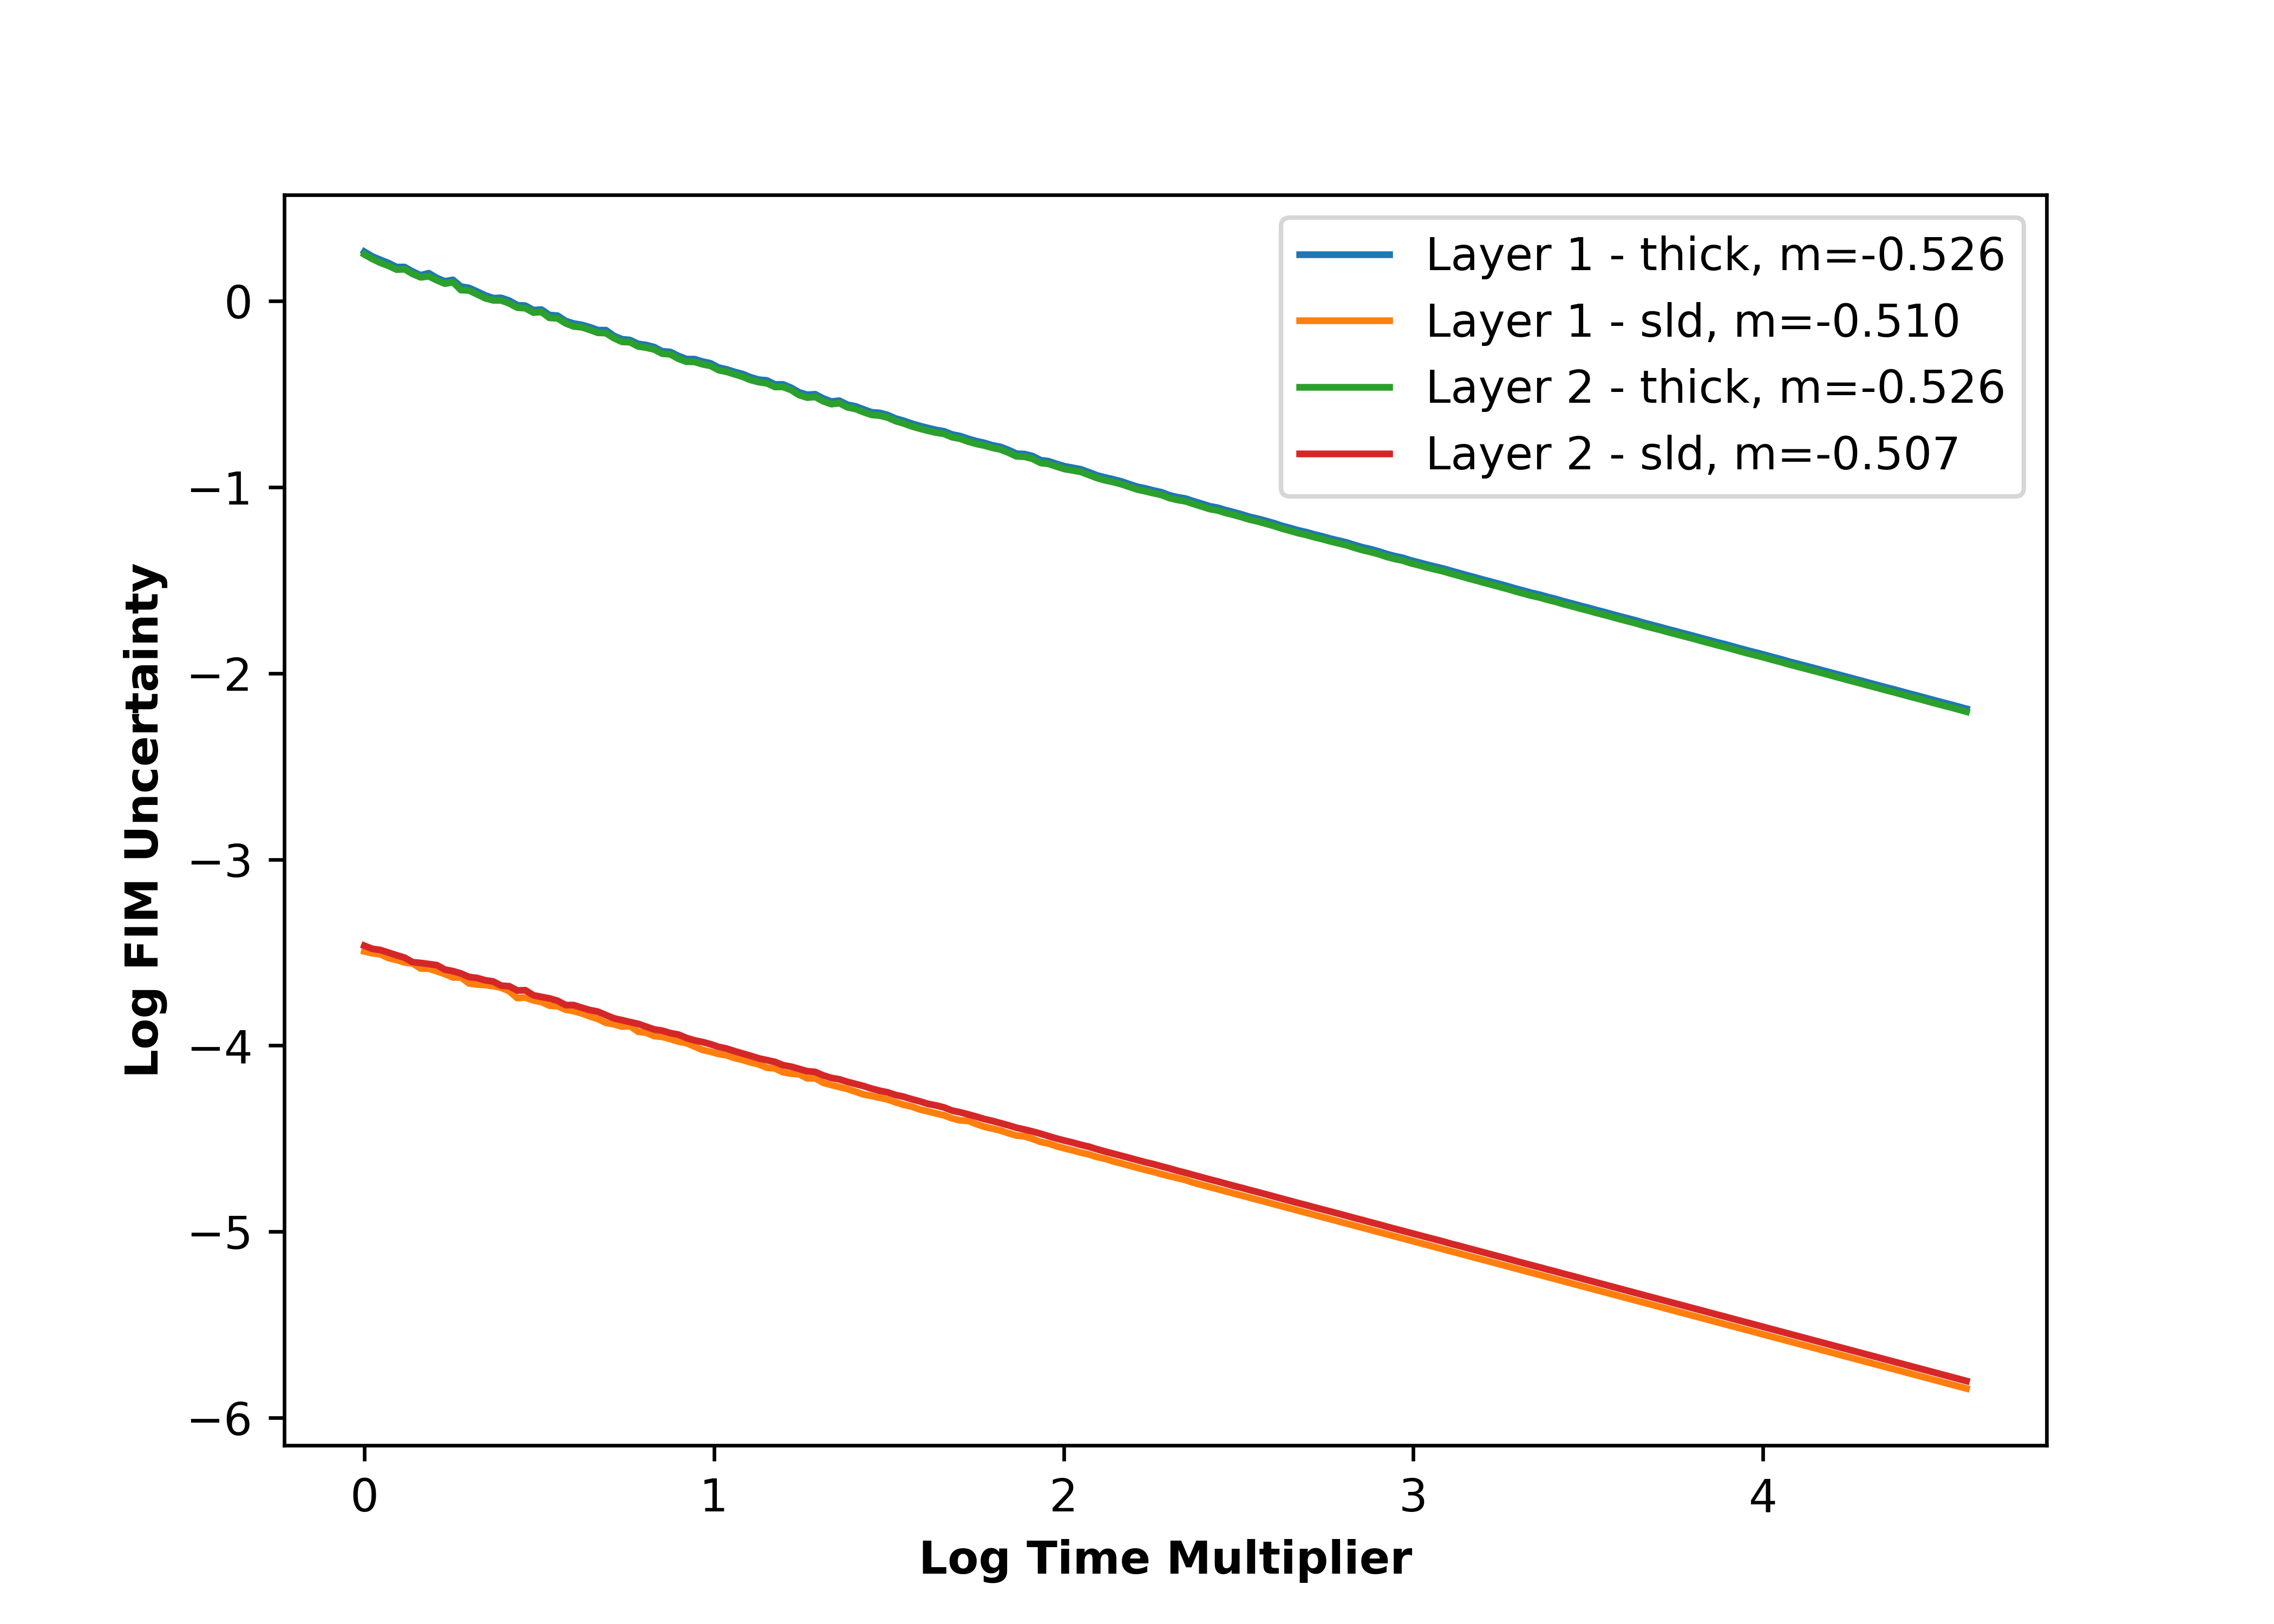 Layer 1 - thick, m=-0.526
Layer 1 - sld, m=-0.510
Layer 2 - thick, m=-0.526
Layer 2 - sld, m=-0.507
Log FIM Uncertainty
0
−1
−2
−3
−4
−5
−6
0 1 2 3 4
Log Time Multiplier